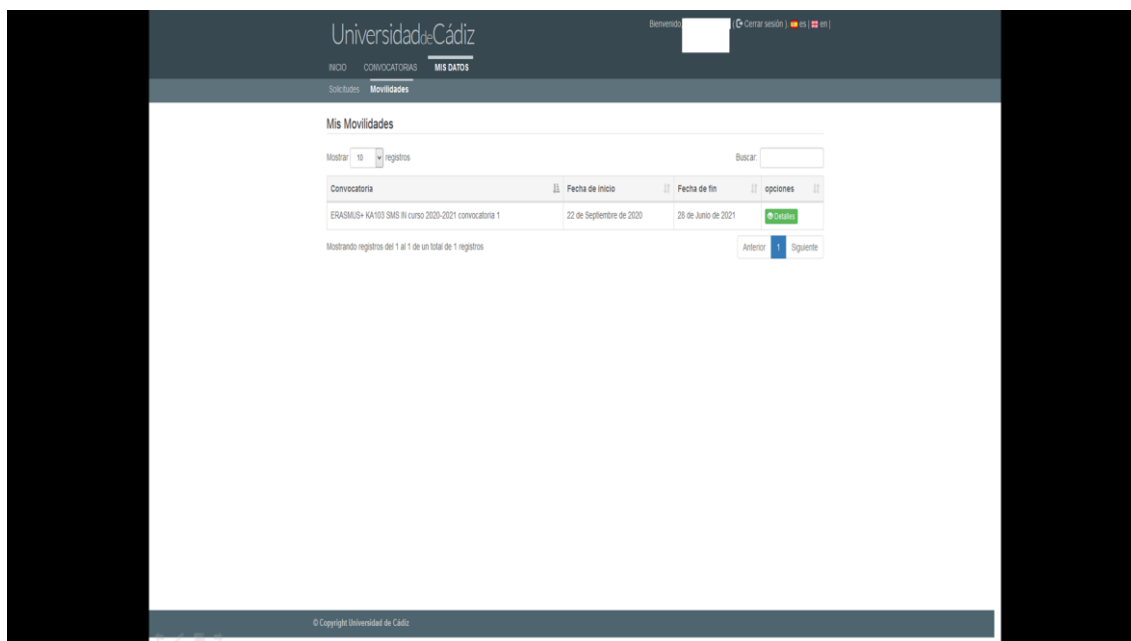 UniversidaddeCádiz
Bienvenido
( Cerrar sesión ) es | en |
INICIO CONVOCATORIAS MIS DATOS
Solicitudes Movilidades
Mis Movilidades
Mostrar 10 registros Buscar:
Convocatoria Fecha de inicio Fecha de fin opciones
ERASMUS+ KA103 SMS IN curso 2020-2021 convocatoria 1 22 de Septiembre de 2020 28 de Junio de 2021 Detalles
Mostrando registros del 1 al 1 de un total de 1 registros Anterior 1 Siguiente
© Copyright Universidad de Cádiz